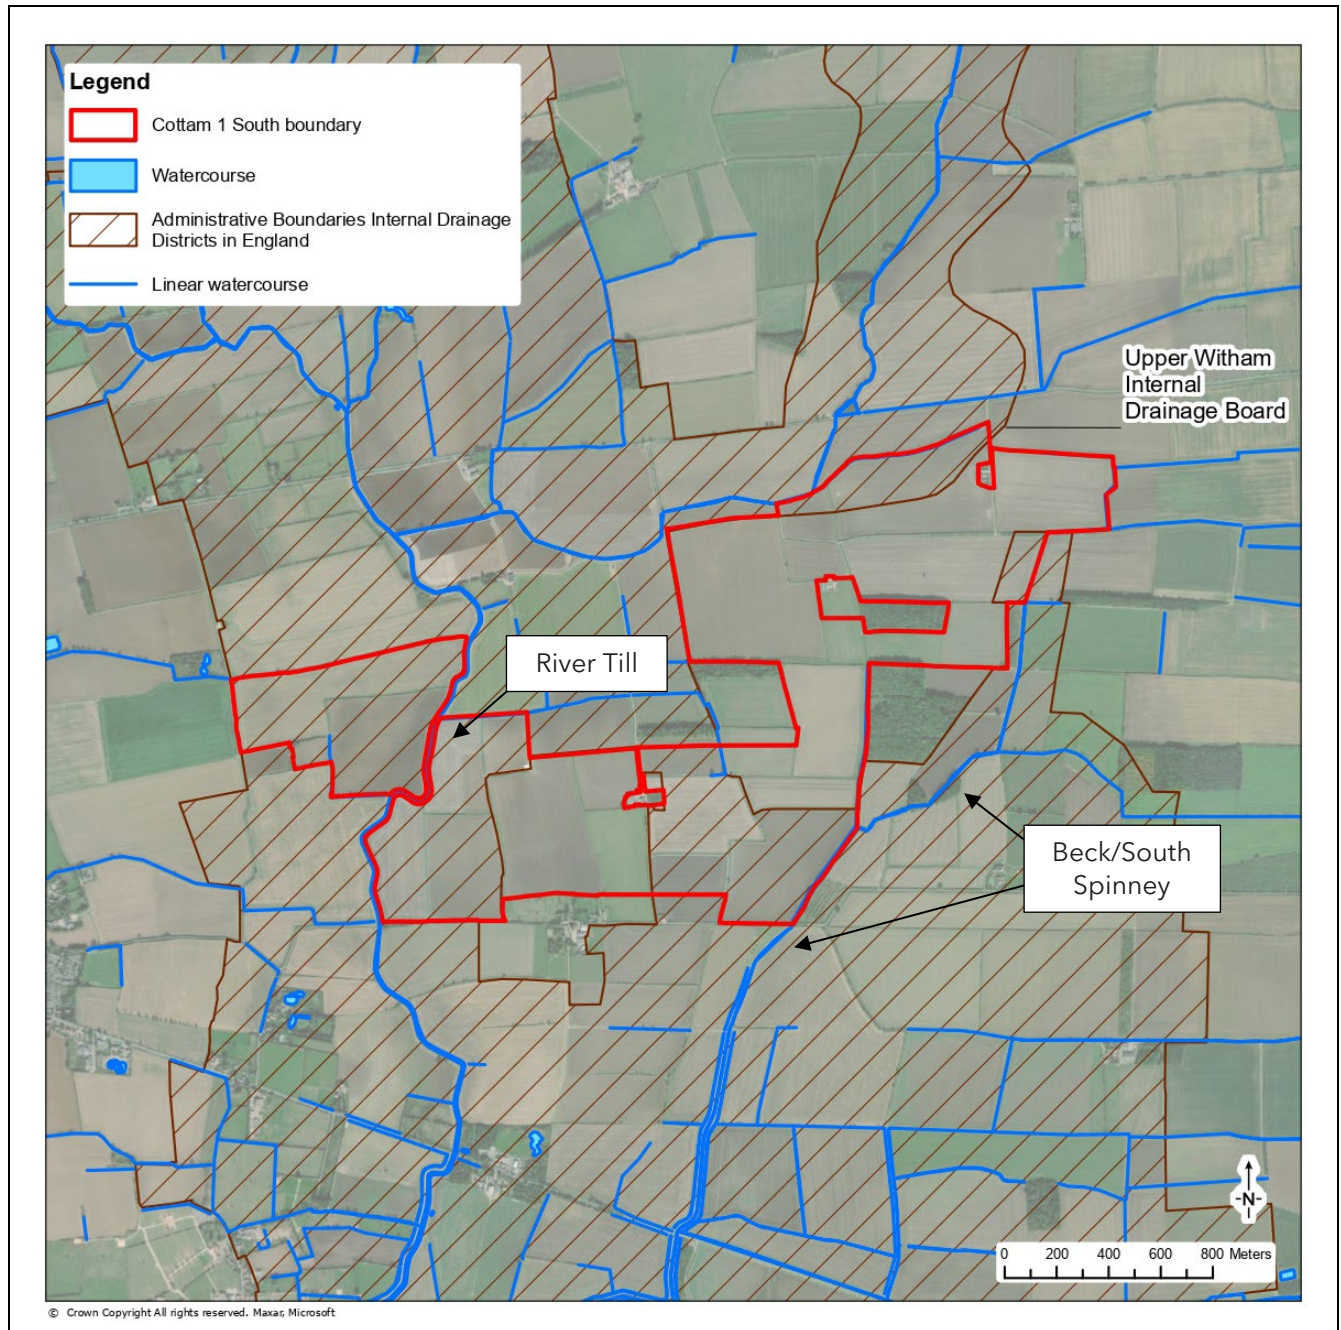 Legend
Cottam 1 South boundary
Watercourse
Administrative Boundaries Internal Drainage
Districts in England
Linear watercourse
Upper Witham
Internal
Drainage Board
River Till
Beck/South
Spinney
-N-
0 200 400 600 800 Meters
© Crown Copyright All rights reserved. Maxar, Microsoft